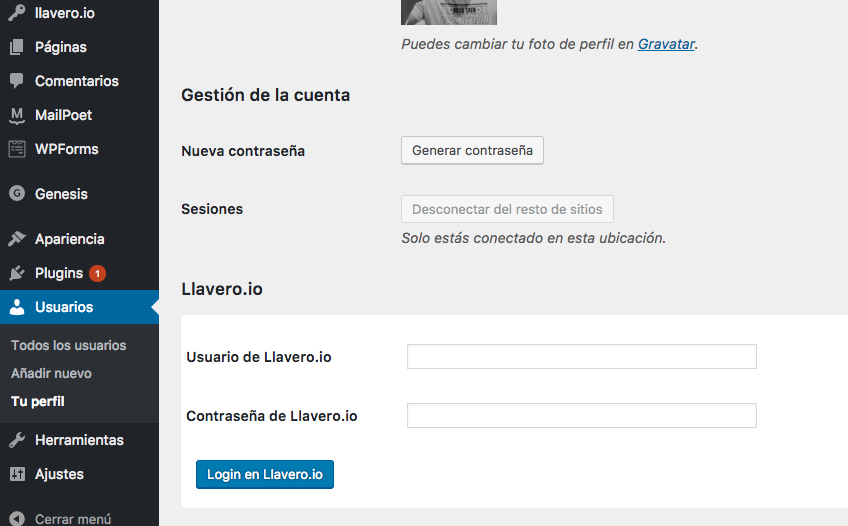 llavero.io
Páginas
Comentarios
M MailPoet
WPForms
G Genesis
Apariencia
Plugins 1
Usuarios
Todos los usuarios
Añadir nuevo
Tu perfil
Herramientas
Ajustes
Cerrar menú
Puedes cambiar tu foto de perfil en Gravatar.
Gestión de la cuenta
Nueva contraseña
Generar contraseña
Sesiones
Desconectar del resto de sitios
Solo estás conectado en esta ubicación.
Llavero.io
Usuario de Llavero.io
Contraseña de Llavero.io
Login en Llavero.io